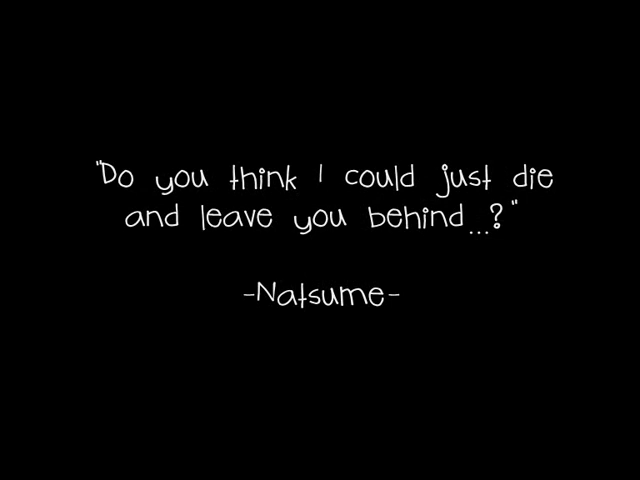 "Do you think I could just die
and leave you behind...?"
-Natsume-